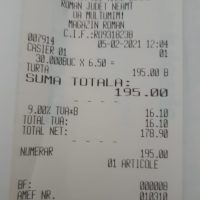 ROMAN JUDET NEAMT
VA MULTUMIM!
MAGAZIN ROMAN
C.I.F.:RO9318238
007914 05-02-2021 12:04
CASIER 01 01
30.000BUC X 6.50 =
TURTA 195.00 B
SUMA TOTALA:
195.00
9.00% TVA*B 16.10
TOTAL TVA: 16.10
TOTAL NET: 178.90
NUMERAR 195.00
01 ARTICOLE
BF: 000008
AMEF NR. 010310